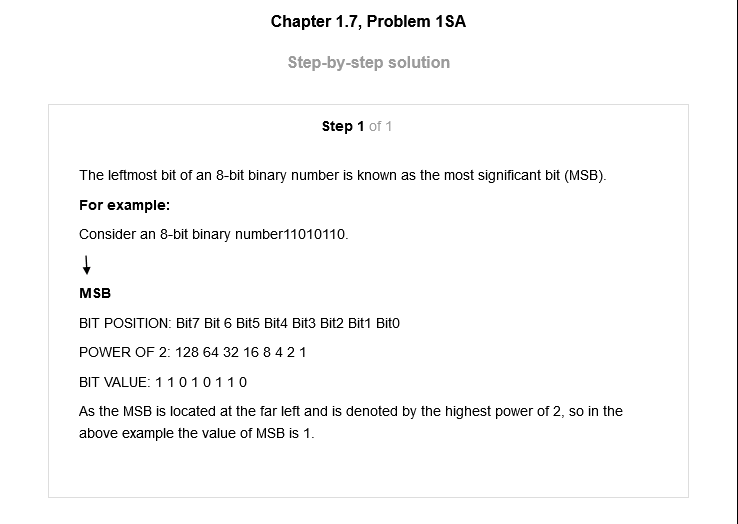 Chapter 1.7, Problem 1SA
Step-by-step solution
Step 1 of 1
The leftmost bit of an 8-bit binary number is known as the most significant bit (MSB).
For example:
Consider an 8-bit binary number11010110.
MSB
BIT POSITION: Bit7 Bit 6 Bit5 Bit4 Bit3 Bit2 Bit1 Bit0
POWER OF 2: 128 64 32 16 8 4 2 1
BIT VALUE: 1 1 0 1 0 1 1 0
As the MSB is located at the far left and is denoted by the highest power of 2, so in the
above example the value of MSB is 1.